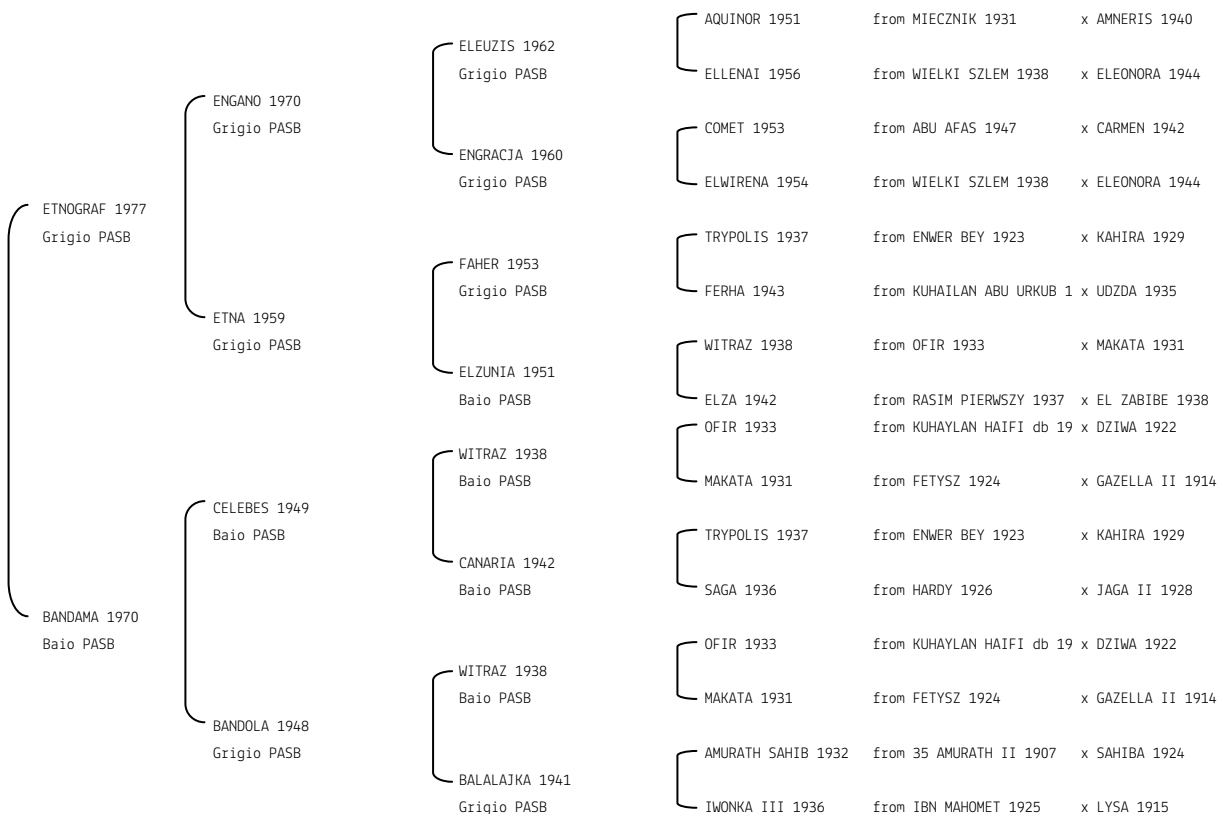 AQUINOR 1951 from MIECZNIK 1931 x AMNERIS 1940
ELEUZIS 1962
Grigio PASB
ELLENAI 1956 from WIELKI SZLEM 1938 x ELEONORA 1944
ENGANO 1970
Grigio PASB
COMET 1953 from ABU AFAS 1947 x CARMEN 1942
ENGRACJA 1960
Grigio PASB
ELWIRENA 1954 from WIELKI SZLEM 1938 x ELEONORA 1944
ETNOGRAF 1977
Grigio PASB
TRYPOLIS 1937 from ENWER BEY 1923 x KAHIRA 1929
FAHER 1953
Grigio PASB
FERHA 1943 from KUHAILAN ABU URKUB 1 x UDZDA 1935
ETNA 1959
Grigio PASB
WITRAZ 1938 from OFIR 1933 x MAKATA 1931
ELZUNIA 1951
Baio PASB
ELZA 1942 from RASIM PIERWSZY 1937 x EL ZABIBE 1938
OFIR 1933 from KUHAYLAN HAIFI db 19 x DZIWA 1922
WITRAZ 1938
Baio PASB
MAKATA 1931 from FETYSZ 1924 x GAZELLA II 1914
CELEBES 1949
Baio PASB
TRYPOLIS 1937 from ENWER BEY 1923 x KAHIRA 1929
CANARIA 1942
Baio PASB
SAGA 1936 from HARDY 1926 x JAGA II 1928
BANDAMA 1970
Baio PASB
OFIR 1933 from KUHAYLAN HAIFI db 19 x DZIWA 1922
WITRAZ 1938
Baio PASB
MAKATA 1931 from FETYSZ 1924 x GAZELLA II 1914
BANDOLA 1948
Grigio PASB
AMURATH SAHIB 1932 from 35 AMURATH II 1907 x SAHIBA 1924
BALALAJKA 1941
Grigio PASB
IWONKA III 1936 from IBN MAHOMET 1925 x LYSA 1915